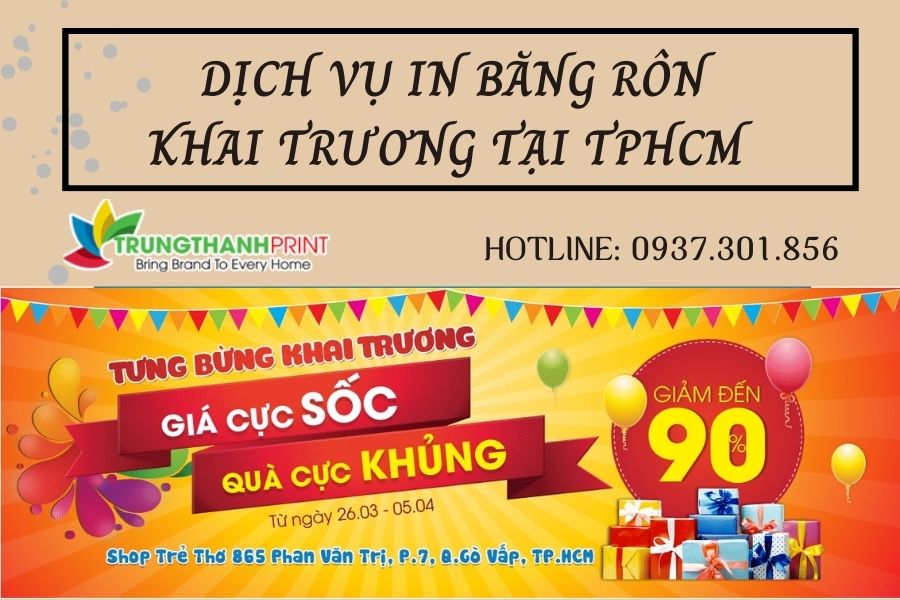 DỊCH VỤ IN BĂNG RÔN
KHAI TRƯƠNG TẠI TPHCM
TRUNGTHANHPRINT
Bring Brand To Every Home
HOTLINE: 0937.301.856
TƯNG BỪNG KHAI TRƯƠNG
GIÁ CỰC SỐC
QUÀ CỰC KHỦNG
Từ ngày 26.03 - 05.04
GIẢM ĐẾN
90%
Shop Trẻ Thơ 865 Phan Văn Trị, P.7, Q.Gò Vấp, TP.HCM